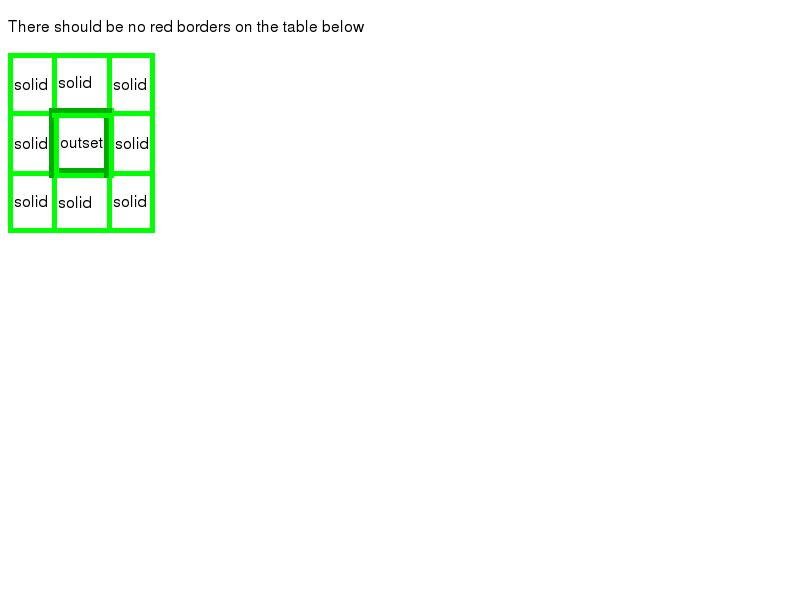 There should be no red borders on the table below
solid solid solid
solid outset solid
solid solid solid